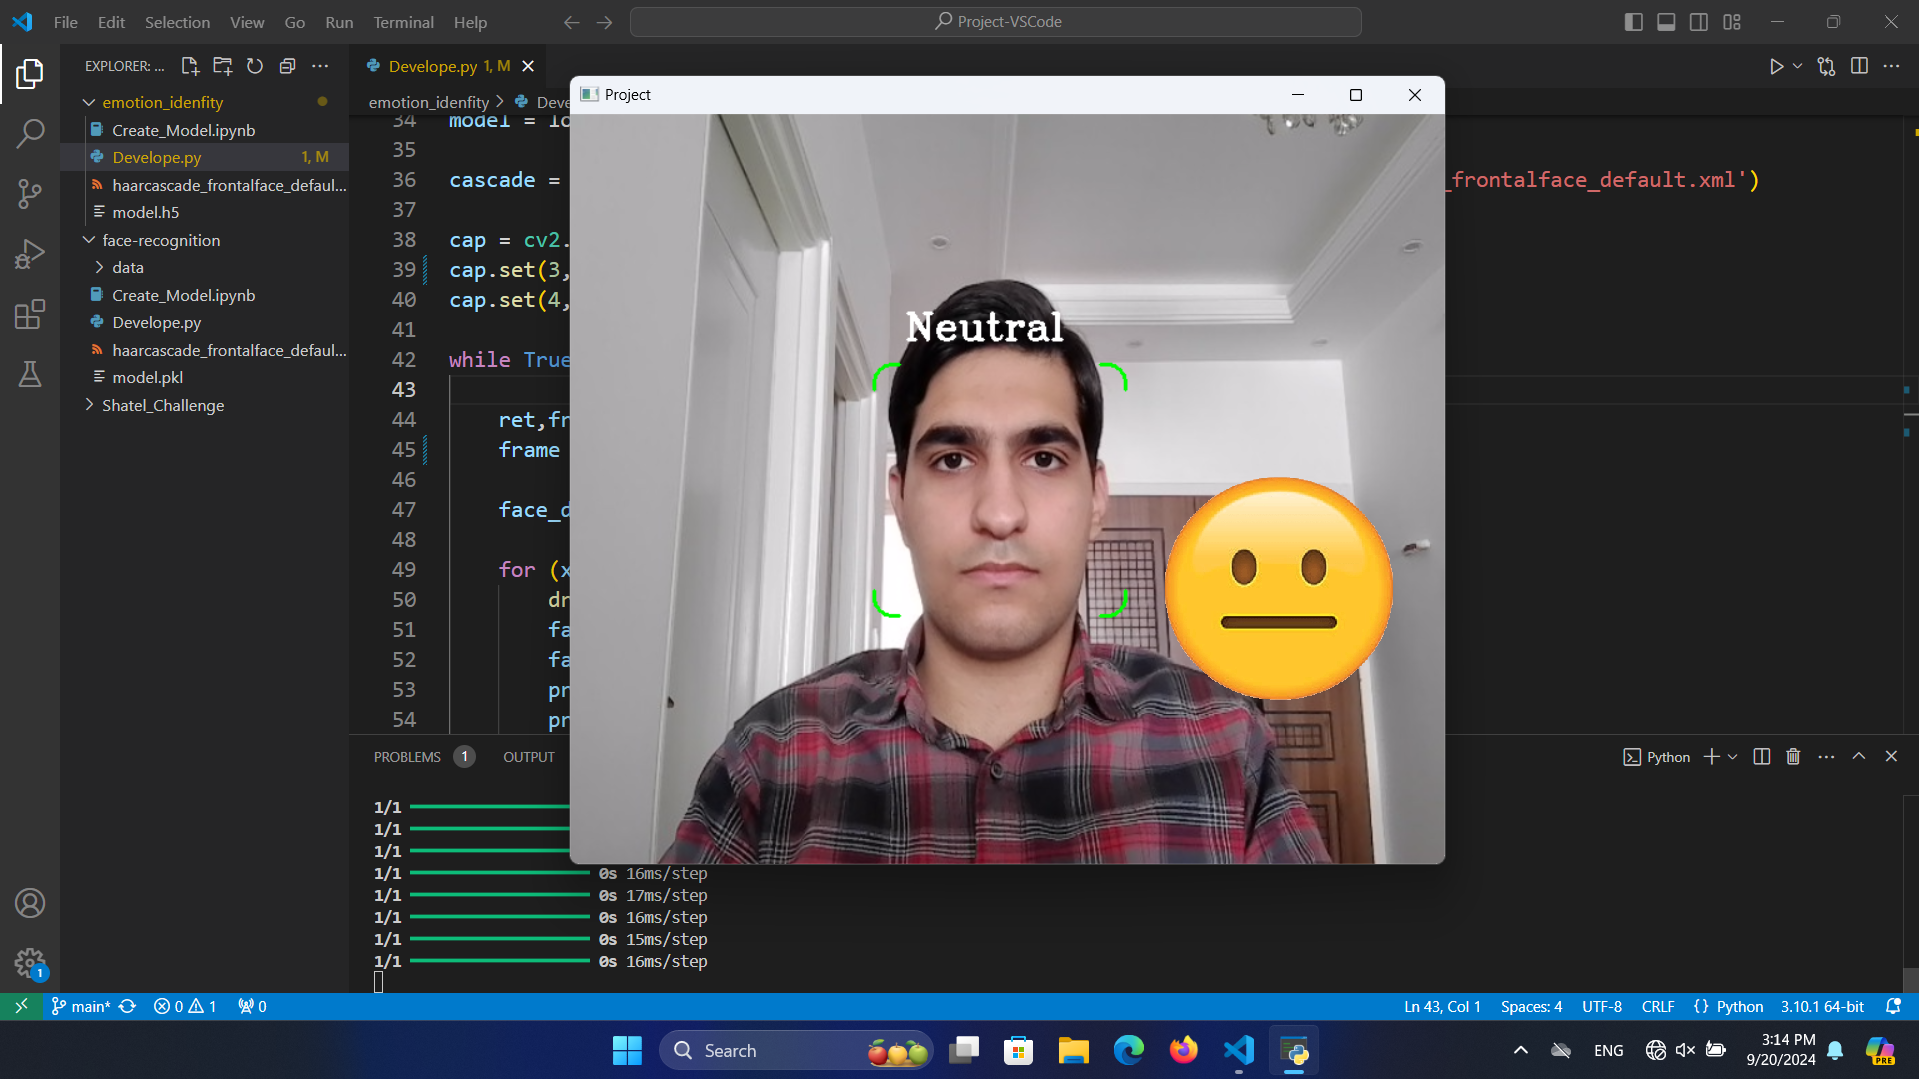 File Edit Selection View Go Run Terminal Help
Project-VSCode
EXPLORER: ...
emotion_idenfity
Create_Model.ipynb
Develope.py 1, M
haarcascade_frontalface_defaul...
model.h5
face-recognition
data
Create_Model.ipynb
Develope.py
haarcascade_frontalface_defaul...
model.pkl
Shatel_Challenge
Develope.py 1, M
emotion_idenfity > Deve
34 model = lo
35
36 cascade = _frontalface_default.xml')
37
38 cap = cv2.
39 cap.set(3,
40 cap.set(4,
41
42 while True
43
44 ret,fr
45 frame
46
47 face_d
48
49 for (x
50 dr
51 fa
52 fa
53 pr
54 pr
Project
Neutral
PROBLEMS 1 OUTPUT
Python
1/1
1/1
1/1
1/1 0s 16ms/step
1/1 0s 17ms/step
1/1 0s 16ms/step
1/1 0s 15ms/step
1/1 0s 16ms/step
1
main* 0 1 0
Ln 43, Col 1 Spaces: 4 UTF-8 CRLF {} Python 3.10.1 64-bit
Search
ENG
3:14 PM
9/20/2024
PRE